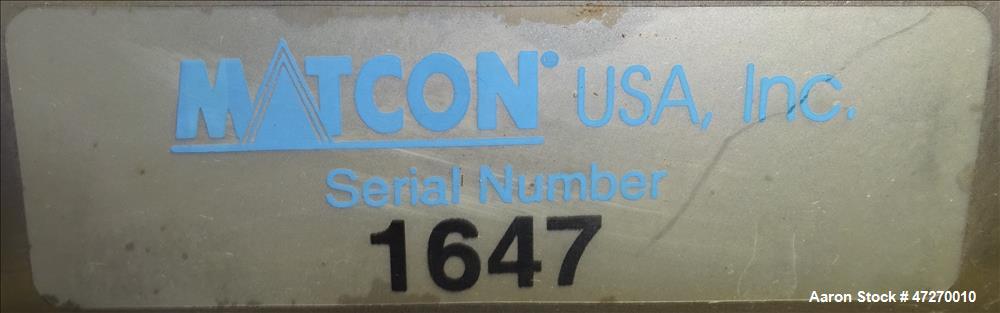 MATCON USA, Inc.
Serial Number
1647
Aaron Stock # 47270010